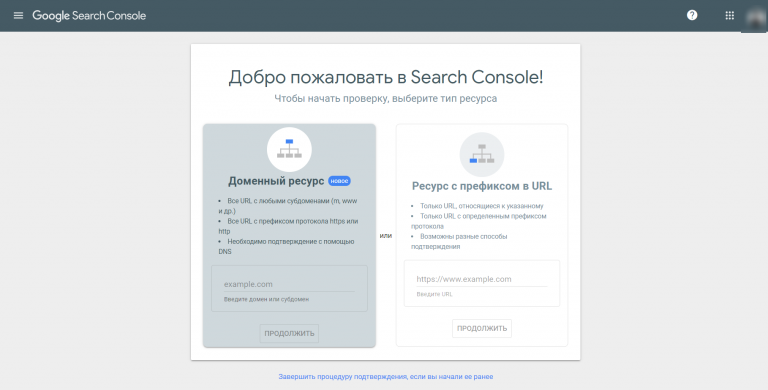 Google Search Console
Добро пожаловать в Search Console!
Чтобы начать проверку, выберите тип ресурса
Доменный ресурс новое
Все URL с любыми субдоменами (m, www
и др.)
Все URL с префиксом протокола https или
http
Необходимо подтверждение с помощью
DNS
example.com
Введите домен или субдомен
ПРОДОЛЖИТЬ
или
Ресурс с префиксом в URL
Только URL, относящиеся к указанному
Только URL с определенным префиксом
протокола
Возможны разные способы
подтверждения
https://www.example.com
Введите URL
ПРОДОЛЖИТЬ
Завершить процедуру подтверждения, если вы начали ее ранее